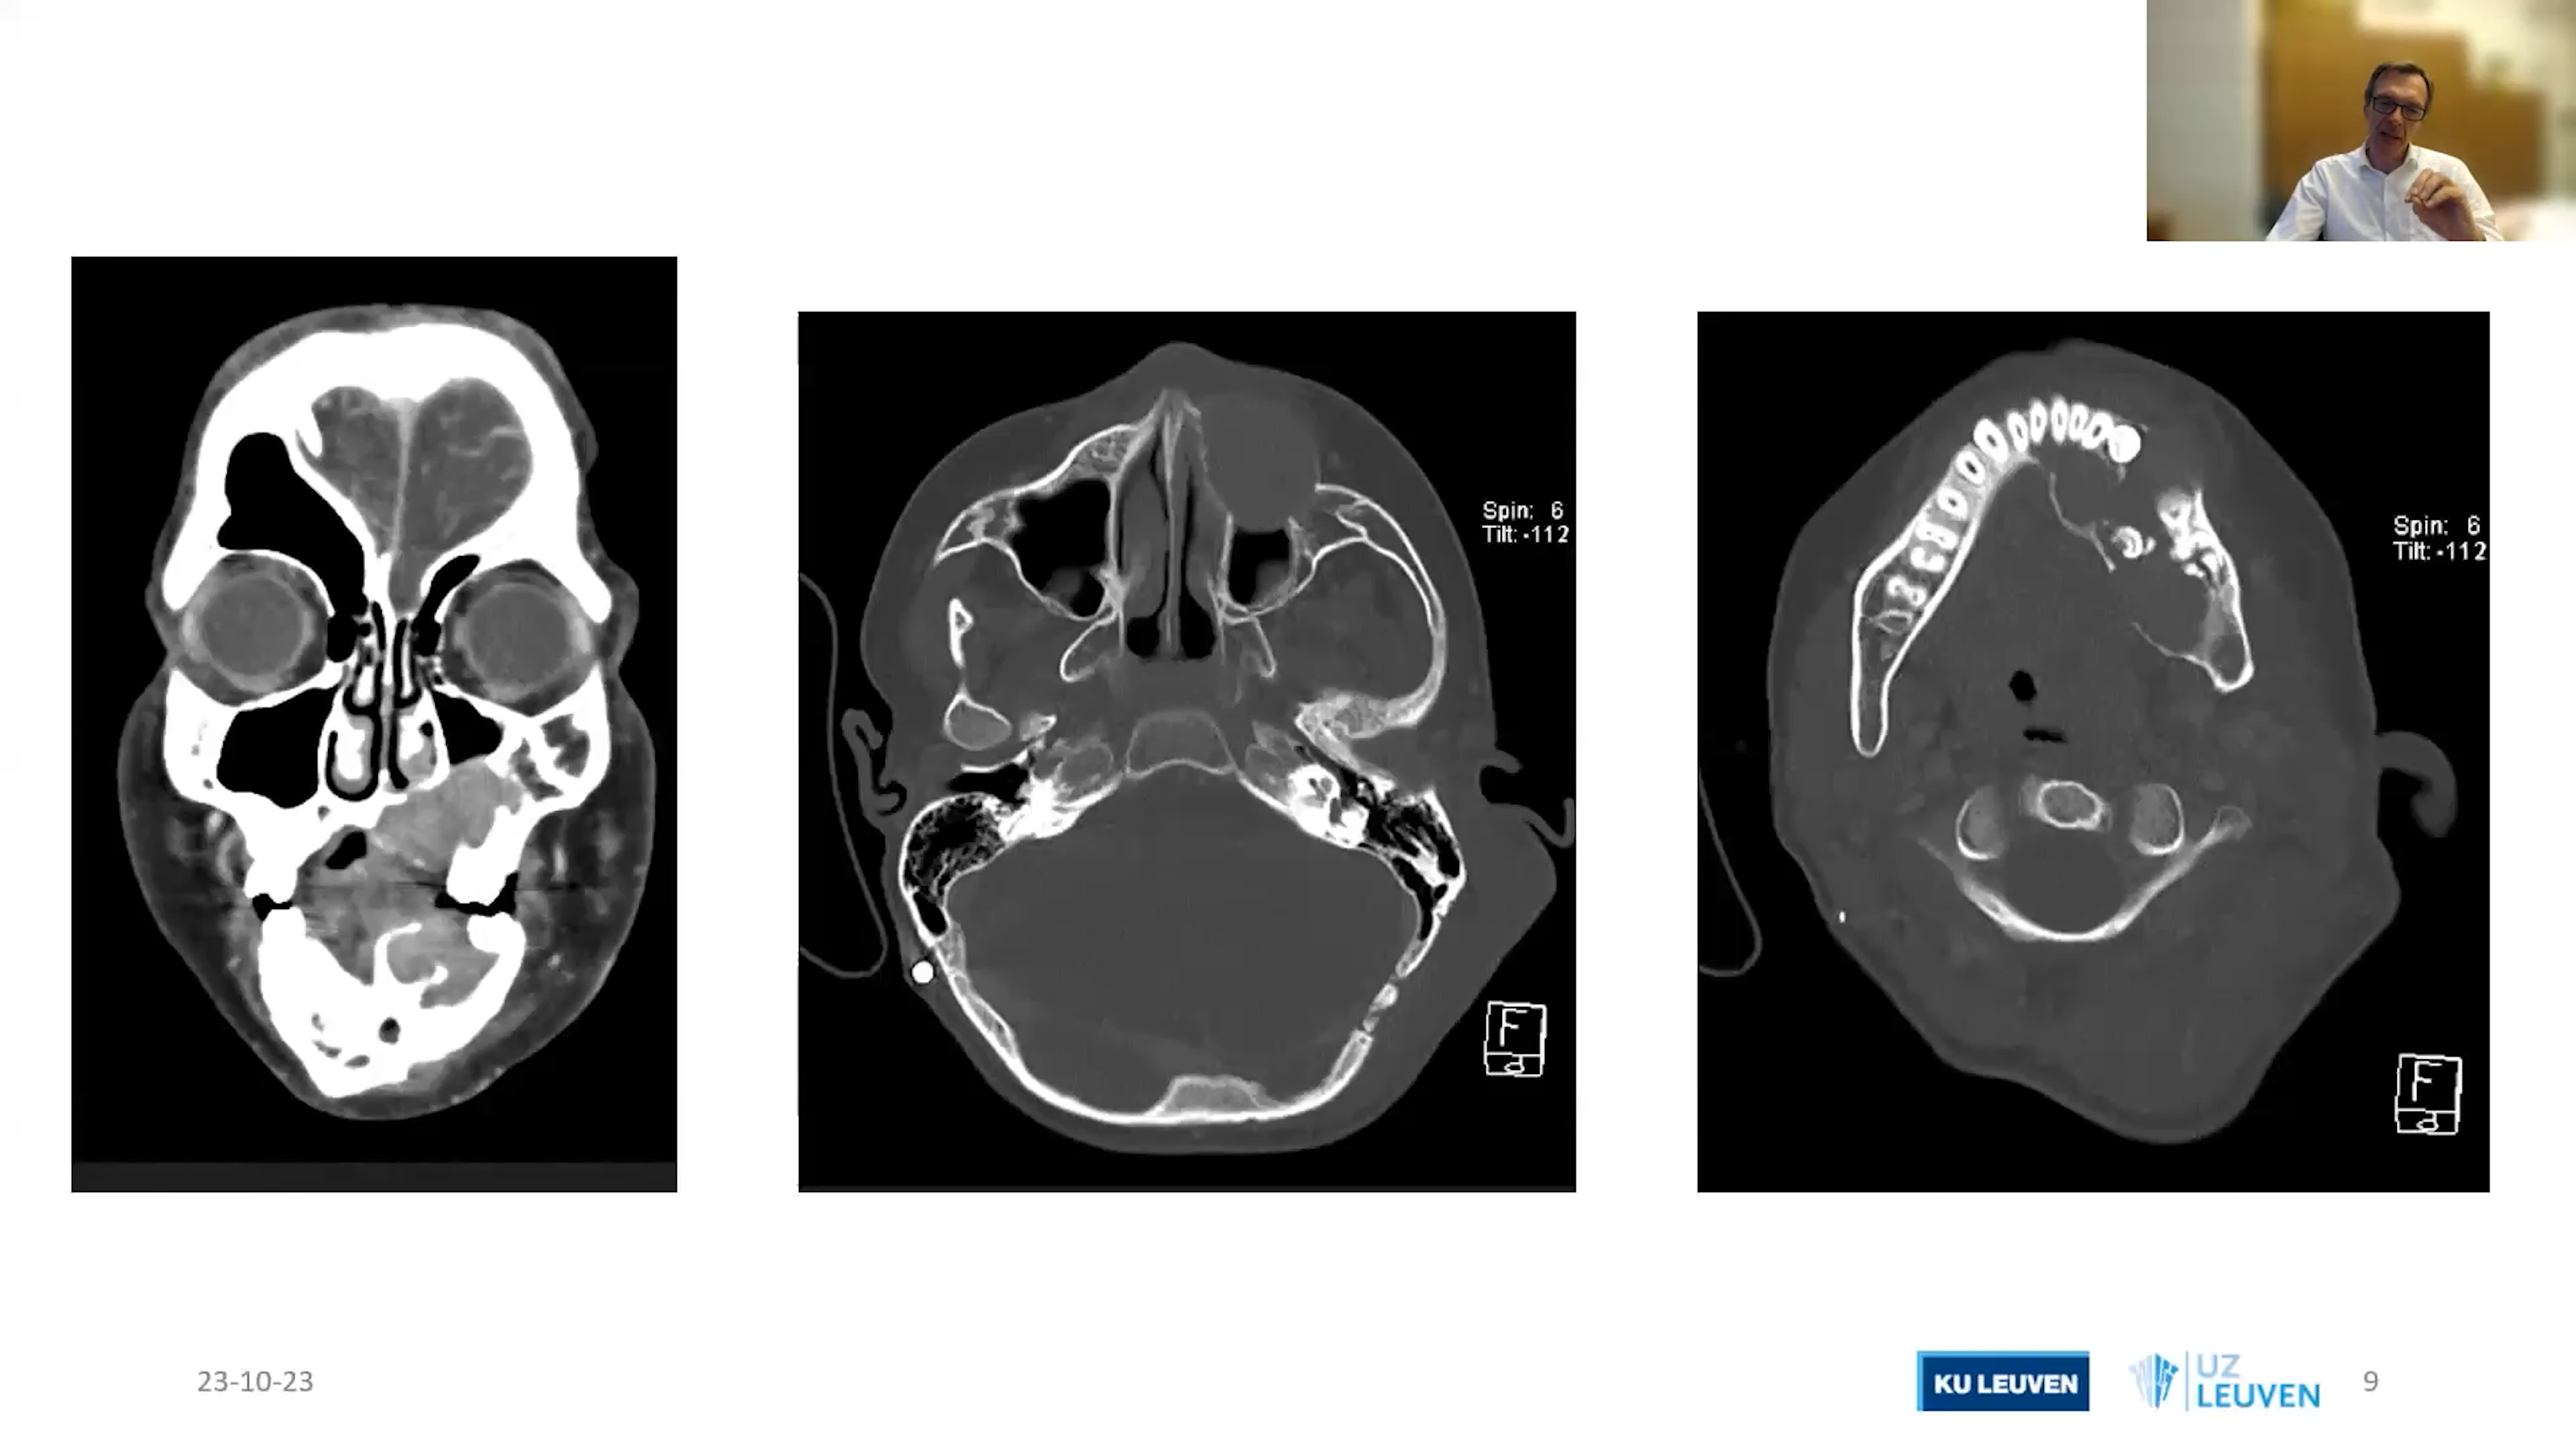 Spin: 6
Tilt: -112
F
Spin: 6
Tilt: -112
F
23-10-23
KU LEUVEN
UZ
LEUVEN
9